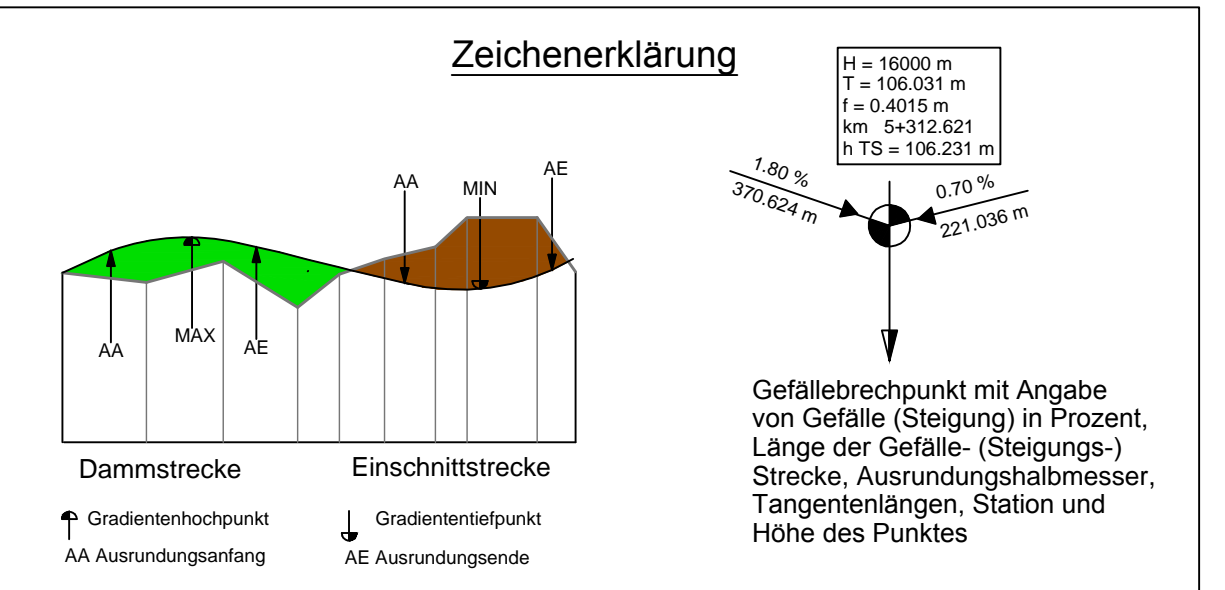 Zeichenerklärung
H = 16000 m
T = 106.031 m
f = 0.4015 m
km 5+312.621
h TS = 106.231 m
1.80 %
370.624 m
0.70 %
221.036 m
AA
MIN
AE
AA
MAX
AE
Dammstrecke
Einschnittstrecke
Gradientenhochpunkt
Gradiententiefpunkt
AA Ausrundungsanfang
AE Ausrundungsende
Gefällebrechpunkt mit Angabe
von Gefälle (Steigung) in Prozent,
Länge der Gefälle- (Steigungs-)
Strecke, Ausrundungshalbmesser,
Tangentenlängen, Station und
Höhe des Punktes